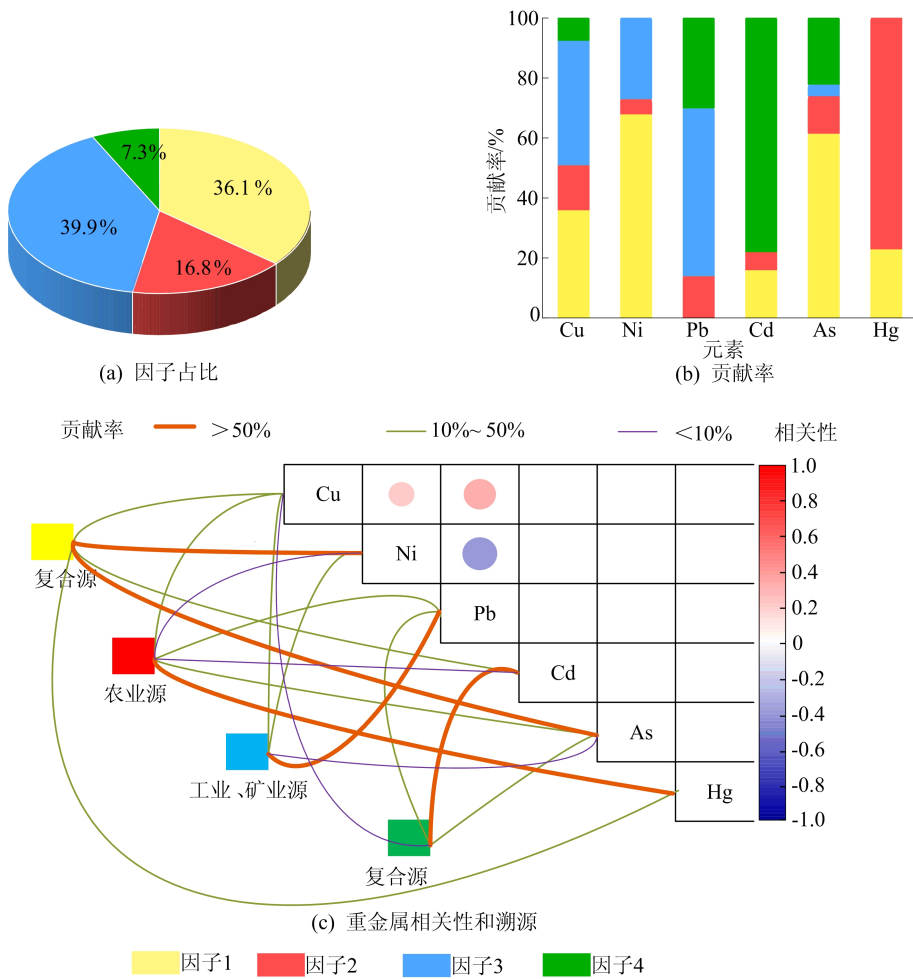 7.3%
36.1%
39.9%
16.8%
(a) 因子占比
100
80
60
40
20
0
贡献率/%
Cu Ni Pb Cd As Hg
元素
(b) 贡献率
贡献率 >50% 10%~50% <10% 相关性
Cu
Ni
Pb
Cd
As
Hg
复合源
农业源
工业、矿业源
复合源
1.0
0.8
0.6
0.4
0.2
0
-0.2
-0.4
-0.6
-0.8
-1.0
(c) 重金属相关性和溯源
因子1 因子2 因子3 因子4